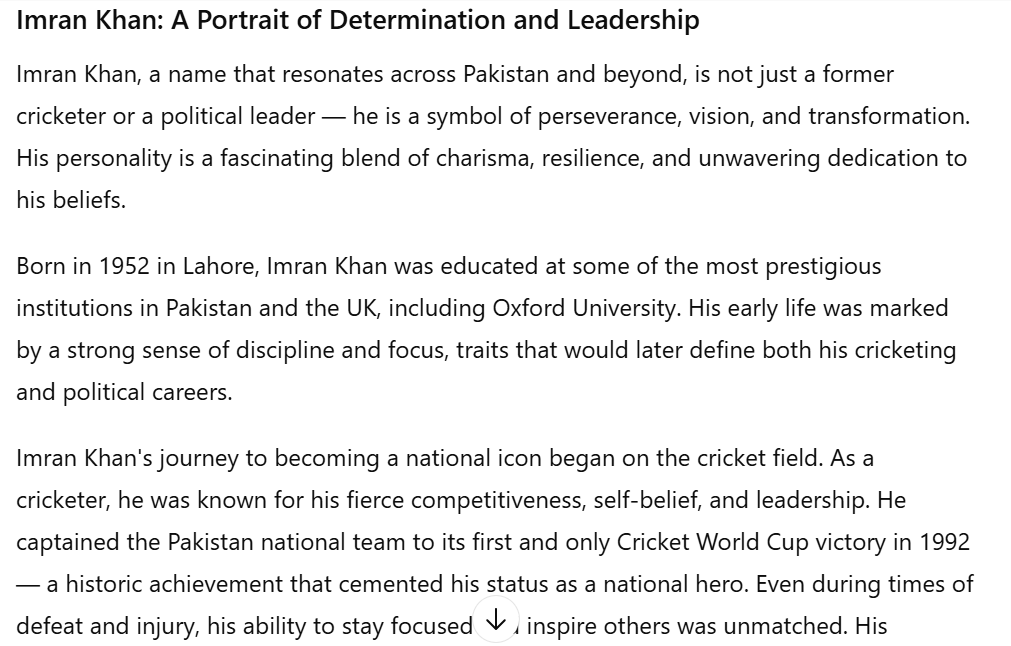 Imran Khan: A Portrait of Determination and Leadership
Imran Khan, a name that resonates across Pakistan and beyond, is not just a former
cricketer or a political leader — he is a symbol of perseverance, vision, and transformation.
His personality is a fascinating blend of charisma, resilience, and unwavering dedication to
his beliefs.
Born in 1952 in Lahore, Imran Khan was educated at some of the most prestigious
institutions in Pakistan and the UK, including Oxford University. His early life was marked
by a strong sense of discipline and focus, traits that would later define both his cricketing
and political careers.
Imran Khan's journey to becoming a national icon began on the cricket field. As a
cricketer, he was known for his fierce competitiveness, self-belief, and leadership. He
captained the Pakistan national team to its first and only Cricket World Cup victory in 1992
— a historic achievement that cemented his status as a national hero. Even during times of
defeat and injury, his ability to stay focused inspire others was unmatched. His